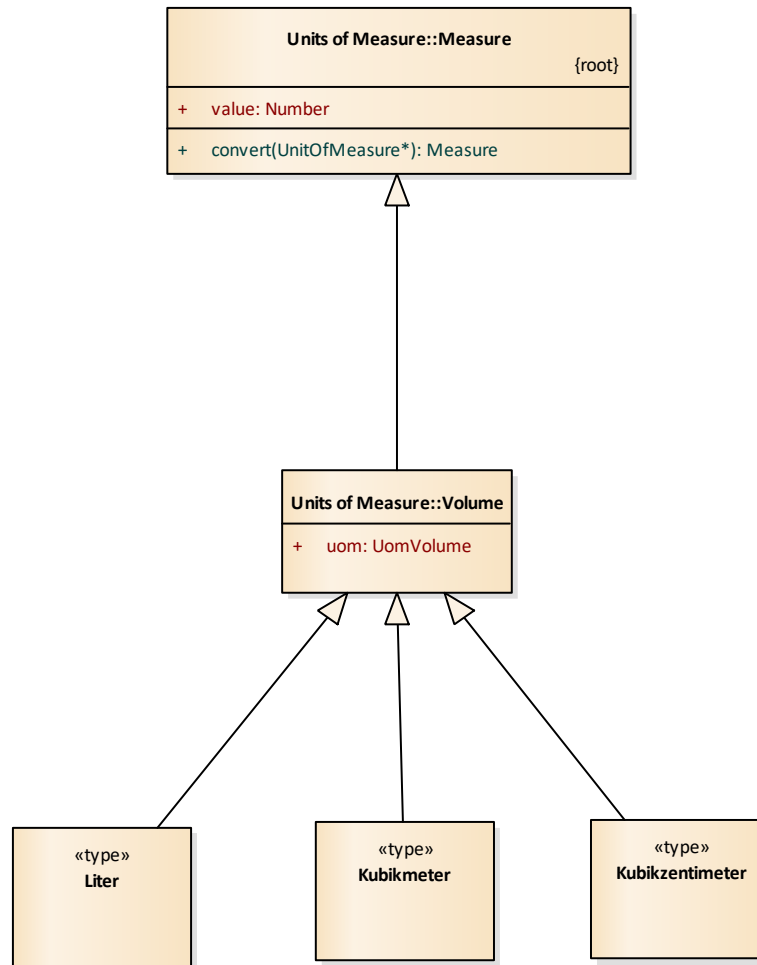 Units of Measure::Measure
{root}
+ value: Number
+ convert(UnitOfMeasure*): Measure
Units of Measure::Volume
+ uom: UomVolume
«type»
Liter
«type»
Kubikmeter
«type»
Kubikzentimeter